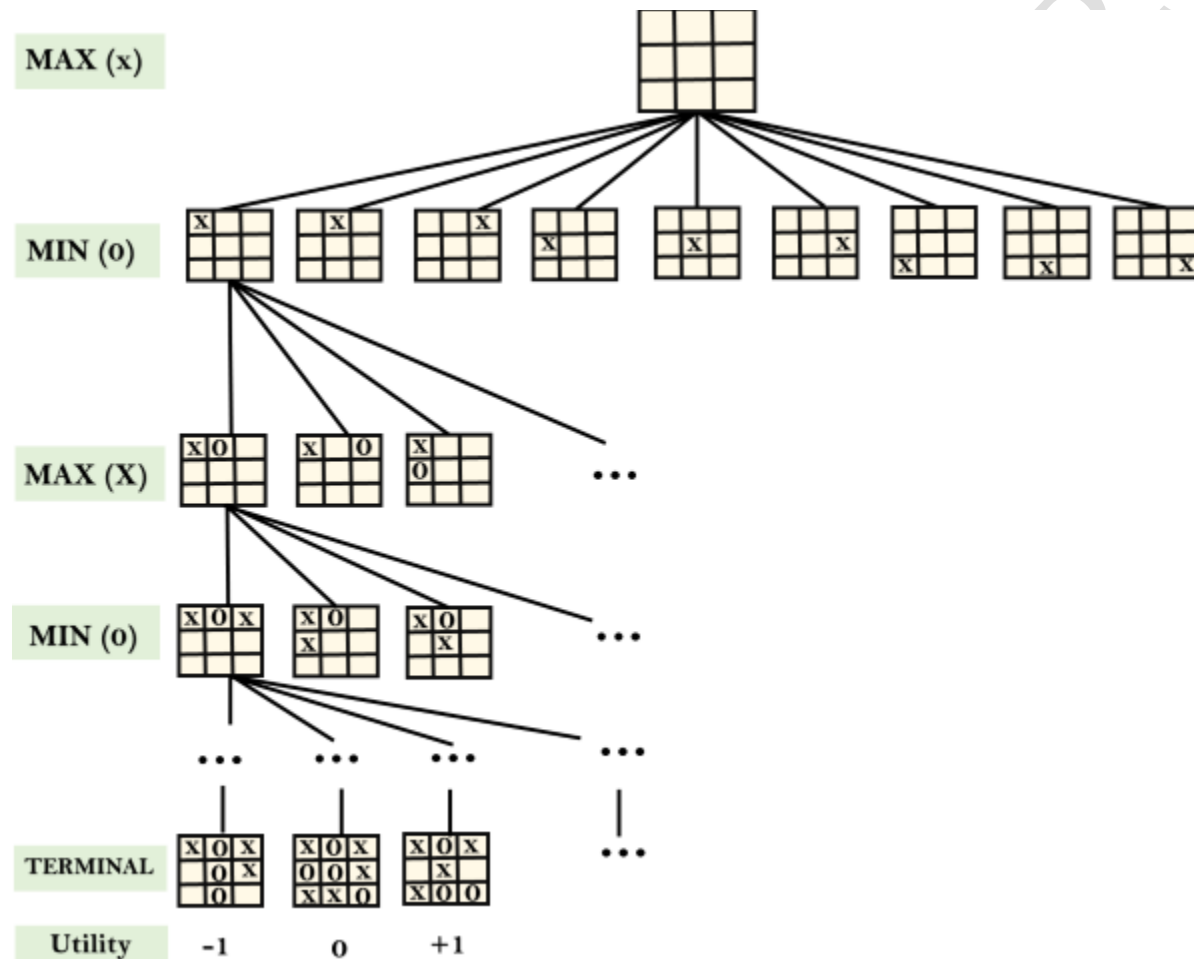 MAX (x)
MIN (o)
X X X X X X X X X
MAX (X)
X O X O X
O
MIN (o)
X O X X O X O
X X
... ... ... ...
TERMINAL
X O X X O X X O X
O X O O X X
O X X O X O O
...
Utility -1 0 +1